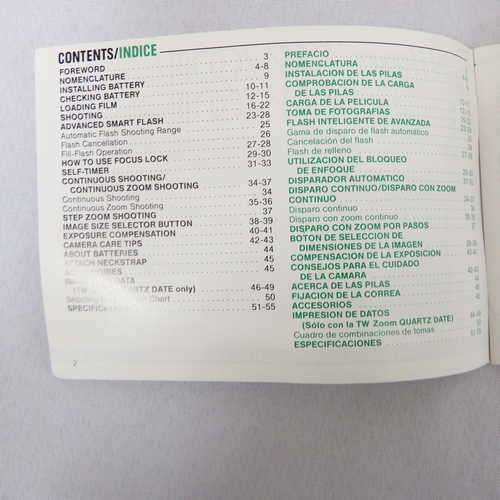 CONTENTS/INDICE
FOREWORD 3
NOMENCLATURE 4-8
INSTALLING BATTERY 9
CHECKING BATTERY 10-11
LOADING FILM 12-15
SHOOTING 16-22
ADVANCED SMART FLASH 23-28
Automatic Flash Shooting Range 25
Flash Cancellation 26
Fill-Flash Operation 27-28
HOW TO USE FOCUS LOCK 29-30
SELF-TIMER 31-33
CONTINUOUS SHOOTING/
CONTINUOUS ZOOM SHOOTING 34-37
Continuous Shooting 34
Continuous Zoom Shooting 35-36
STEP ZOOM SHOOTING 37
IMAGE SIZE SELECTOR BUTTON 38-39
EXPOSURE COMPENSATION 40-41
CAMERA CARE TIPS 42-43
ABOUT BATTERIES 44
ATTACH NECKSTRAP 45
45
DATA
QUARTZ DATE only) 46-49
Chart 50
51-55
2
PREFACIO
NOMENCLATURA
INSTALACION DE LAS PILAS
COMPROBACION DE LA CARGA
DE LAS PILAS
CARGA DE LA PELICULA
TOMA DE FOTOGRAFIAS
FLASH INTELIGENTE DE AVANZADA
Gama de disparo de flash automático
Cancelación del flash
Flash de relleno
UTILIZACION DEL BLOQUEO
DE ENFOQUE
DISPARADOR AUTOMATICO
DISPARO CONTINUO/DISPARO CON ZOOM
CONTINUO
Disparo continuo
Disparo con zoom continuo
DISPARO CON ZOOM POR PASOS
BOTON DE SELECCION DE
DIMENSIONES DE LA IMAGEN
COMPENSACION DE LA EXPOSICION
CONSEJOS PARA EL CUIDADO
DE LA CAMARA
ACERCA DE LAS PILAS
FIJACION DE LA CORREA
ACCESORIOS
IMPRESION DE DATOS
(Sólo con la TW Zoom QUARTZ DATE)
Cuadro de combinaciones de tomas
ESPECIFICACIONES